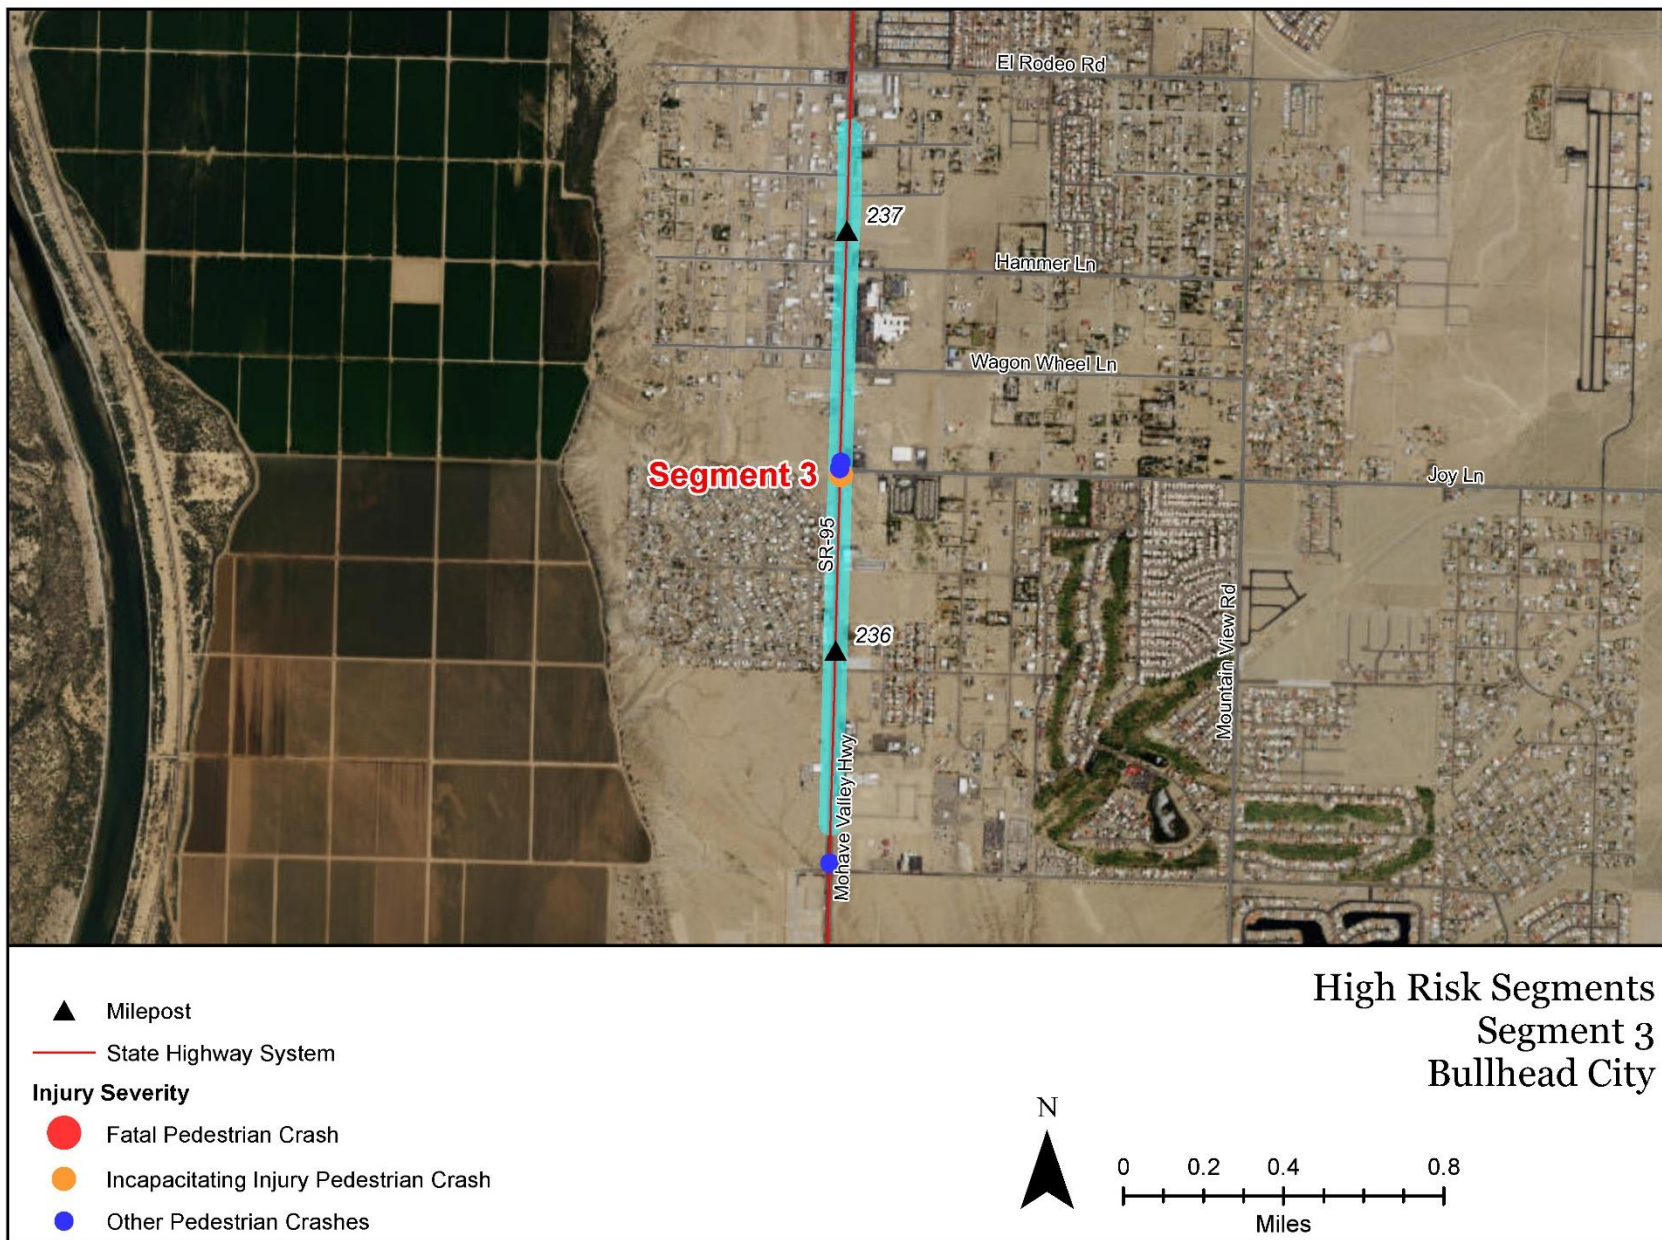 El Rodeo Rd
237
Hammer Ln
Wagon Wheel Ln
Segment 3
Joy Ln
SR-95
236
Mountain View Rd
Mohave Valley Hwy
Milepost
State Highway System
Injury Severity
Fatal Pedestrian Crash
Incapacitating Injury Pedestrian Crash
Other Pedestrian Crashes
High Risk Segments
Segment 3
Bullhead City
N
0 0.2 0.4 0.8
Miles